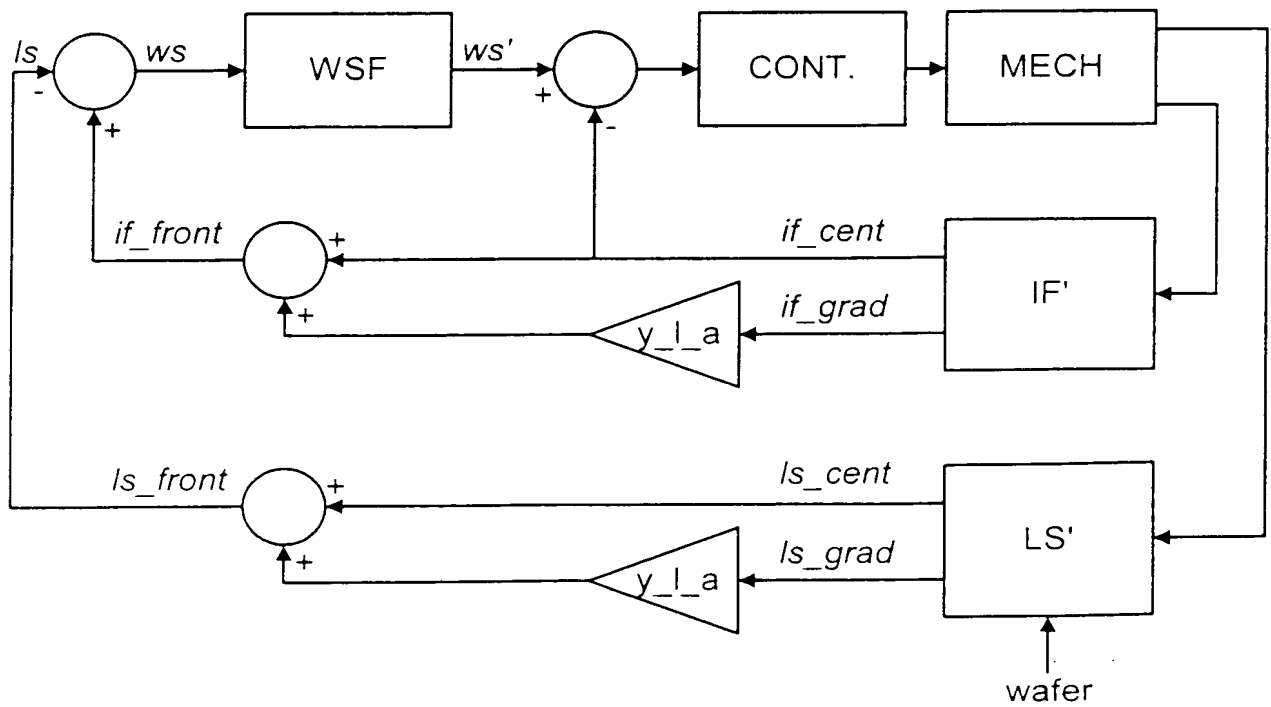 ls
-
+
ws
WSF
ws'
+
-
CONT.
MECH
if_front
+
+
if_cent
if_grad
y_l_a
IF'
ls_front
+
+
ls_cent
ls_grad
y_l_a
LS'
wafer